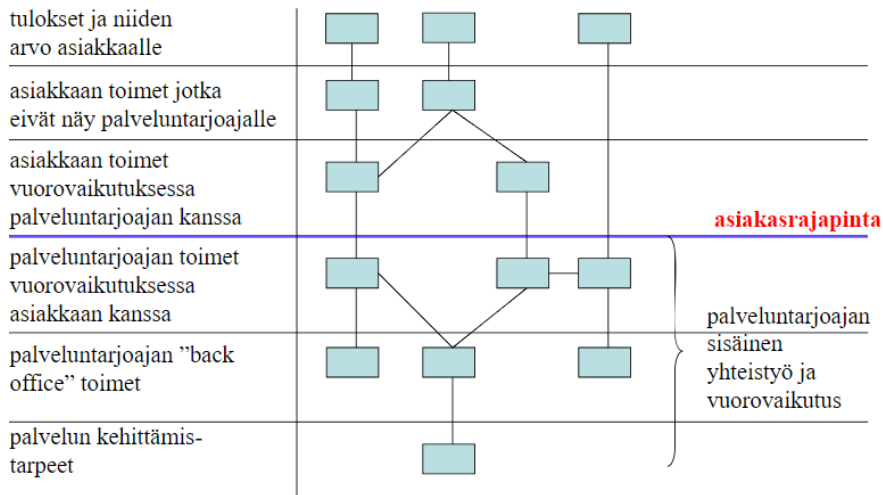 tulokset ja niiden
arvo asiakkaalle
asiakkaan toimet jotka
eivät näy palveluntarjoajalle
asiakkaan toimet
vuorovaikutuksessa
palveluntarjoajan kanssa
asiakasrajapinta
palveluntarjoajan toimet
vuorovaikutuksessa
asiakkaan kanssa
palveluntarjoajan
sisäinen
yhteistyö ja
vuorovaikutus
palveluntarjoajan ”back
office” toimet
palvelun kehittämis-
tarpeet